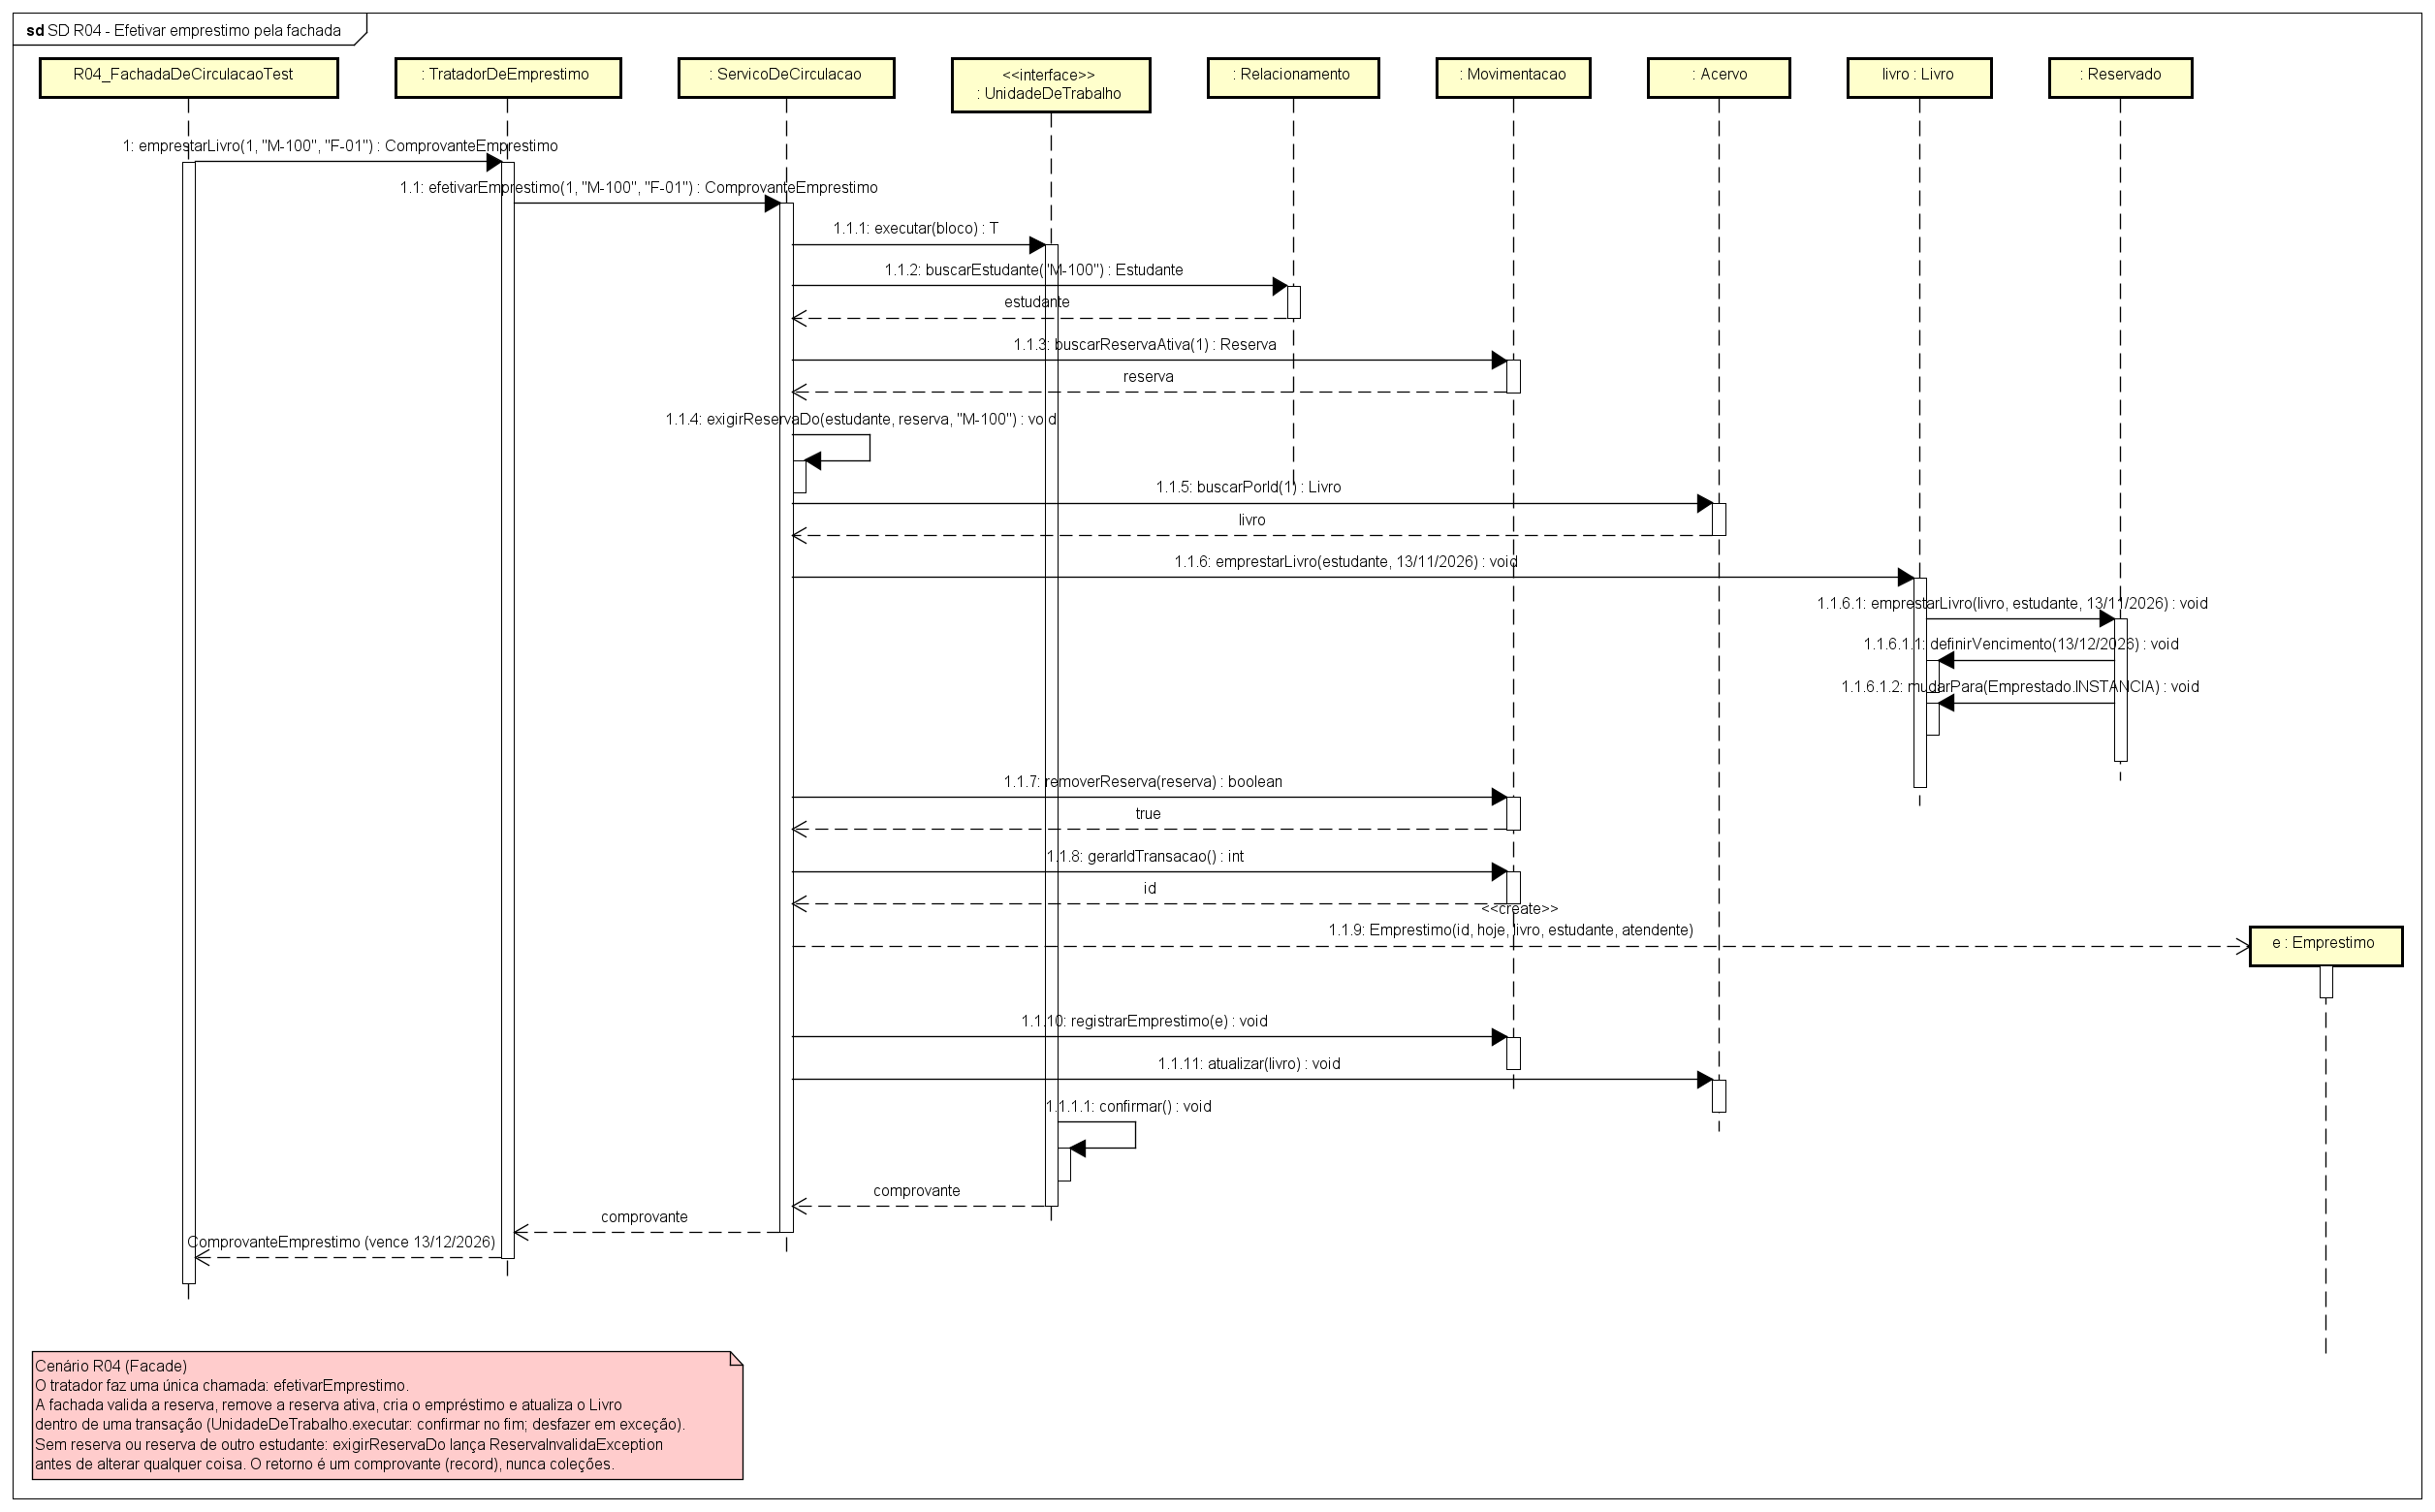 sd SD R04 - Efetivar emprestimo pela fachada
R04_FachadaDeCirculacaoTest
: TratadorDeEmprestimo
: ServicoDeCirculacao
<<interface>>
: UnidadeDeTrabalho
: Relacionamento
: Movimentacao
: Acervo
livro : Livro
: Reservado
1: emprestarLivro(1, "M-100", "F-01") : ComprovanteEmprestimo
1.1: efetivarEmprestimo(1, "M-100", "F-01") : ComprovanteEmprestimo
1.1.1: executar(bloco) : T
1.1.2: buscarEstudante("M-100") : Estudante
estudante
1.1.3: buscarReservaAtiva(1) : Reserva
reserva
1.1.4: exigirReservaDo(estudante, reserva, "M-100") : void
1.1.5: buscarPorId(1) : Livro
livro
1.1.6: emprestarLivro(estudante, 13/11/2026) : void
1.1.6.1: emprestarLivro(livro, estudante, 13/11/2026) : void
1.1.6.1.1: definirVencimento(13/12/2026) : void
1.1.6.1.2: mudarPara(Emprestado.INSTANCIA) : void
1.1.7: removerReserva(reserva) : boolean
true
1.1.8: gerarIdTransacao() : int
id
<<create>>
1.1.9: Emprestimo(id, hoje, livro, estudante, atendente)
e : Emprestimo
1.1.10: registrarEmprestimo(e) : void
1.1.11: atualizar(livro) : void
1.1.1.1: confirmar() : void
comprovante
comprovante
ComprovanteEmprestimo (vence 13/12/2026)
Cenário R04 (Facade)
O tratador faz uma única chamada: efetivarEmprestimo.
A fachada valida a reserva, remove a reserva ativa, cria o empréstimo e atualiza o Livro
dentro de uma transação (UnidadeDeTrabalho.executar: confirmar no fim; desfazer em exceção).
Sem reserva ou reserva de outro estudante: exigirReservaDo lança ReservaInvalidaException
antes de alterar qualquer coisa. O retorno é um comprovante (record), nunca coleções.